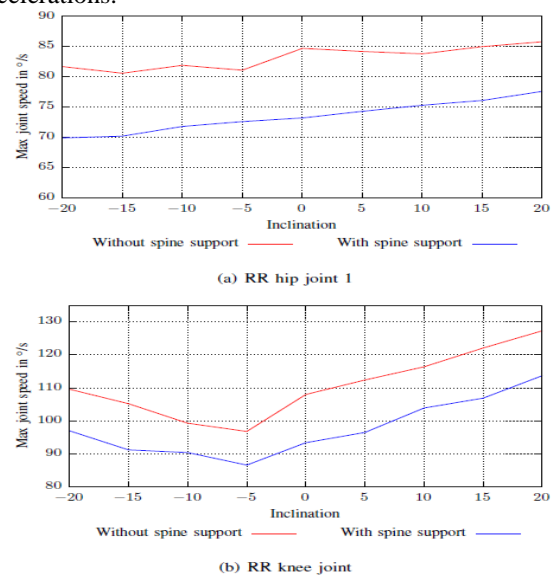 90
85
80
75
70
65
60
Max joint speed in °/s
−20 −15 −10 −5 0 5 10 15 20
Inclination
Without spine support With spine support
(a) RR hip joint 1
130
120
110
100
90
80
Max joint speed in °/s
−20 −15 −10 −5 0 5 10 15 20
Inclination
Without spine support With spine support
(b) RR knee joint